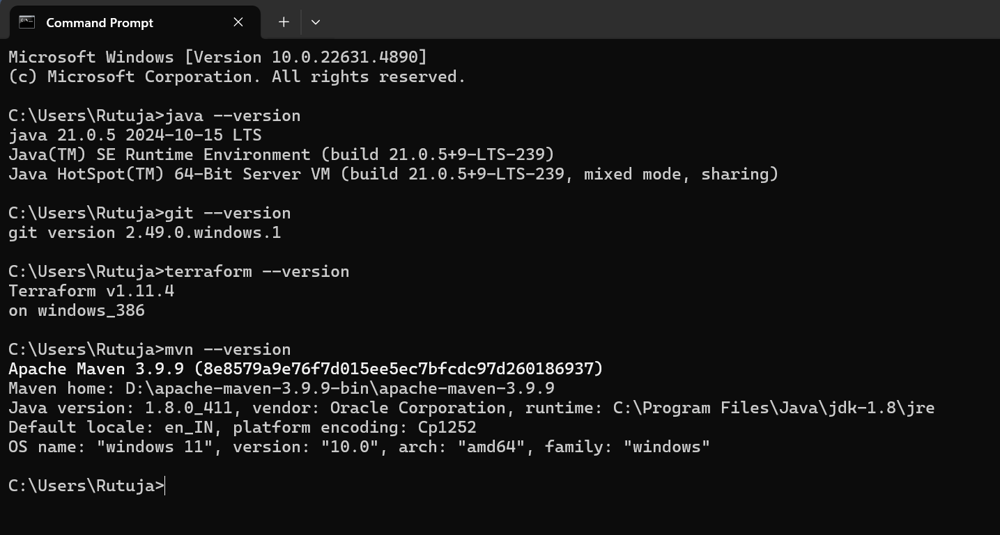 Command Prompt
Microsoft Windows [Version 10.0.22631.4890]
(c) Microsoft Corporation. All rights reserved.
C:\Users\Rutuja>java --version
java 21.0.5 2024-10-15 LTS
Java(TM) SE Runtime Environment (build 21.0.5+9-LTS-239)
Java HotSpot(TM) 64-Bit Server VM (build 21.0.5+9-LTS-239, mixed mode, sharing)
C:\Users\Rutuja>git --version
git version 2.49.0.windows.1
C:\Users\Rutuja>terraform --version
Terraform v1.11.4
on windows_386
C:\Users\Rutuja>mvn --version
Apache Maven 3.9.9 (8e8579a9e76f7d015ee5ec7bfcdc97d260186937)
Maven home: D:\apache-maven-3.9.9-bin\apache-maven-3.9.9
Java version: 1.8.0_411, vendor: Oracle Corporation, runtime: C:\Program Files\Java\jdk-1.8\jre
Default locale: en_IN, platform encoding: Cp1252
OS name: "windows 11", version: "10.0", arch: "amd64", family: "windows"
C:\Users\Rutuja>